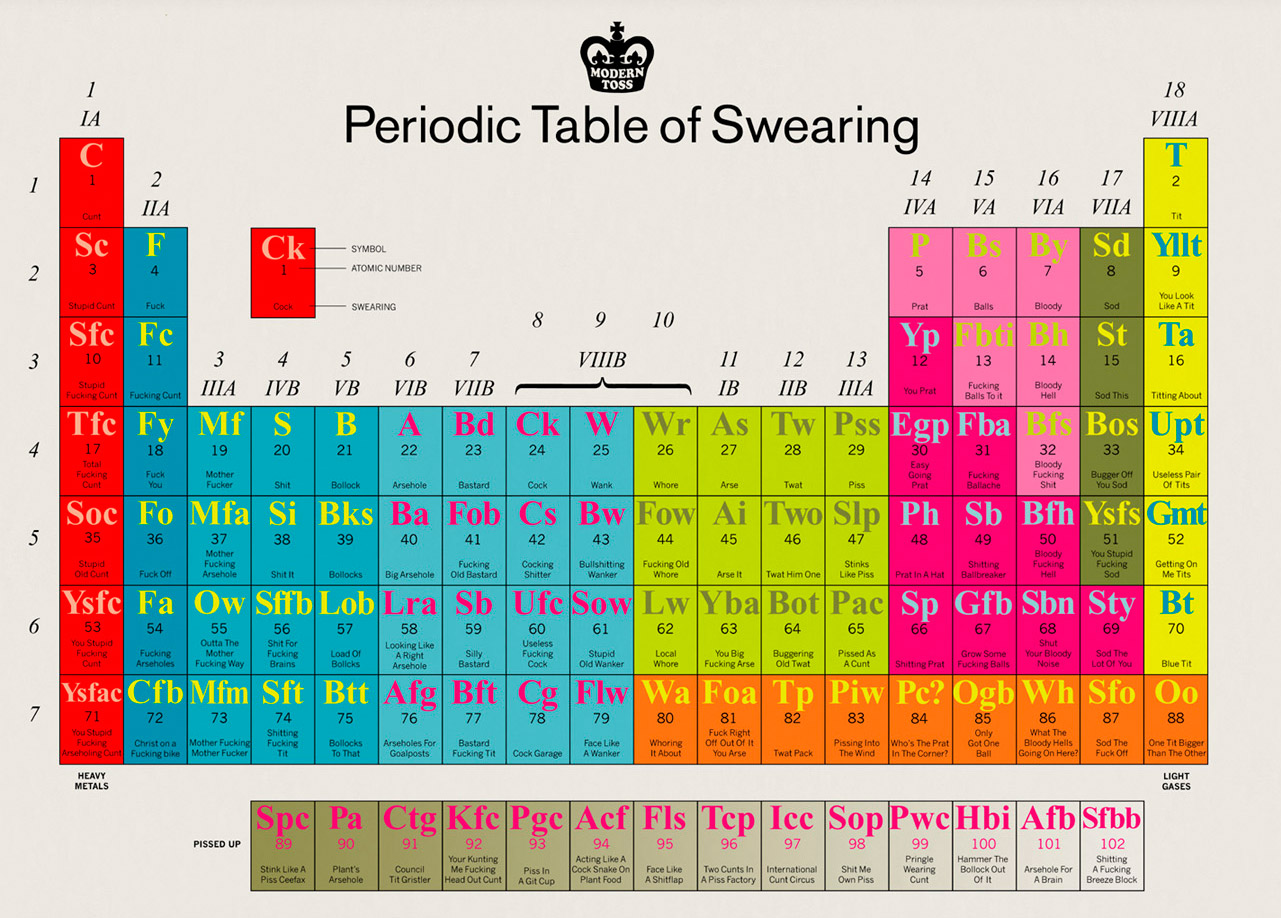 MODERN
TOSS
Periodic Table of Swearing
1
IA
18
VIIIA
2
IIA
14
IVA
15
VA
16
VIA
17
VIIA
1
C
1
Cunt
T
2
Tit
2
Sc
3
Stupid Cunt
F
4
Fuck
Ck
1
Cock
SYMBOL
ATOMIC NUMBER
SWEARING
P
5
Prat
Bs
6
Balls
By
7
Bloody
Sd
8
Sod
Yllt
9
You Look
Like A Tit
3
Sfc
10
Stupid
Fucking Cunt
Fc
11
Fucking Cunt
3
IIIA
4
IVB
5
VB
6
VIB
7
VIIB
8
9
10
VIIIB
11
IB
12
IIB
13
IIIA
Yp
12
You Prat
Fbti
13
Fucking
Balls To it
Bh
14
Bloody
Hell
St
15
Sod This
Ta
16
Titting About
4
Tfc
17
Total
Fucking
Cunt
Fy
18
Fuck
You
Mf
19
Mother
Fucker
S
20
Shit
B
21
Bollock
A
22
Arsehole
Bd
23
Bastard
Ck
24
Cock
W
25
Wank
Wr
26
Whore
As
27
Arse
Tw
28
Twat
Pss
29
Piss
Egp
30
Easy
Going
Prat
Fba
31
Fucking
Ballache
Bfs
32
Bloody
Fucking
Shit
Bos
33
Bugger Off
You Sod
Upt
34
Useless Pair
Of Tits
5
Soc
35
Stupid
Old Cunt
Fo
36
Fuck Off
Mfa
37
Mother
Fucking
Arsehole
Si
38
Shit It
Bks
39
Bollocks
Ba
40
Big Arsehole
Fob
41
Fucking
Old Bastard
Cs
42
Cocking
Shitter
Bw
43
Bullshitting
Wanker
Fow
44
Fucking Old
Whore
Ai
45
Arse It
Two
46
Twat Him One
Slp
47
Stinks
Like Piss
Ph
48
Prat In A Hat
Sb
49
Shitting
Ballbreaker
Bfh
50
Bloody
Fucking
Hell
Ysfs
51
You Stupid
Fucking
Sod
Gmt
52
Getting On
Me Tits
6
Ysfc
53
You Stupid
Fucking
Cunt
Fa
54
Fucking
Arseholes
Ow
55
Outta The
Mother
Fucking Way
Sffb
56
Shit For
Fucking
Brains
Lob
57
Load Of
Bollcks
Lra
58
Looking Like
A Right
Arsehole
Sb
59
Silly
Bastard
Ufc
60
Useless
Fucking
Cock
Sow
61
Stupid
Old Wanker
Lw
62
Local
Whore
Yba
63
You Big
Fucking Arse
Bot
64
Buggering
Old Twat
Pac
65
Pissed As
A Cunt
Sp
66
Shitting Prat
Gfb
67
Grow Some
Fucking Balls
Sbn
68
Shut
Your Bloody
Noise
Sty
69
Sod The
Lot Of You
Bt
70
Blue Tit
7
Ysfac
71
You Stupid
Fucking
Arseholing Cunt
Cfb
72
Christ on a
Fucking bike
Mfm
73
Mother Fucking
Mother Fucker
Sft
74
Shitting
Fucking
Tit
Btt
75
Bollocks
To That
Afg
76
Arseholes For
Goalposts
Bft
77
Bastard
Fucking Tit
Cg
78
Cock Garage
Flw
79
Face Like
A Wanker
Wa
80
Whoring
It About
Foa
81
Fuck Right
Off Out Of It
You Arse
Tp
82
Twat Pack
Piw
83
Pissing Into
The Wind
Pc?
84
Who's The Prat
In The Corner?
Ogb
85
Only
Got One
Ball
Wh
86
What The
Bloody Hells
Going On Here?
Sfo
87
Sod The
Fuck Off
Oo
88
One Tit Bigger
Than The Other
HEAVY
METALS
LIGHT
GASES
PISSED UP
Spc
89
Stink Like A
Piss Ceefax
Pa
90
Plant's
Arsehole
Ctg
91
Council
Tit Gristler
Kfc
92
Your Kunting
Me Fucking
Head Out Cunt
Pgc
93
Piss In
A Git Cup
Acf
94
Acting Like A
Cock Snake On
Plant Food
Fls
95
Face Like
A Shitflap
Tcp
96
Two Cunts In
A Piss Factory
Icc
97
International
Cunt Circus
Sop
98
Shit Me
Own Piss
Pwc
99
Pringle
Wearing
Cunt
Hbi
100
Hammer The
Bollock Out
Of It
Afb
101
Arsehole For
A Brain
Sfbb
102
Shitting
A Fucking
Breeze Block